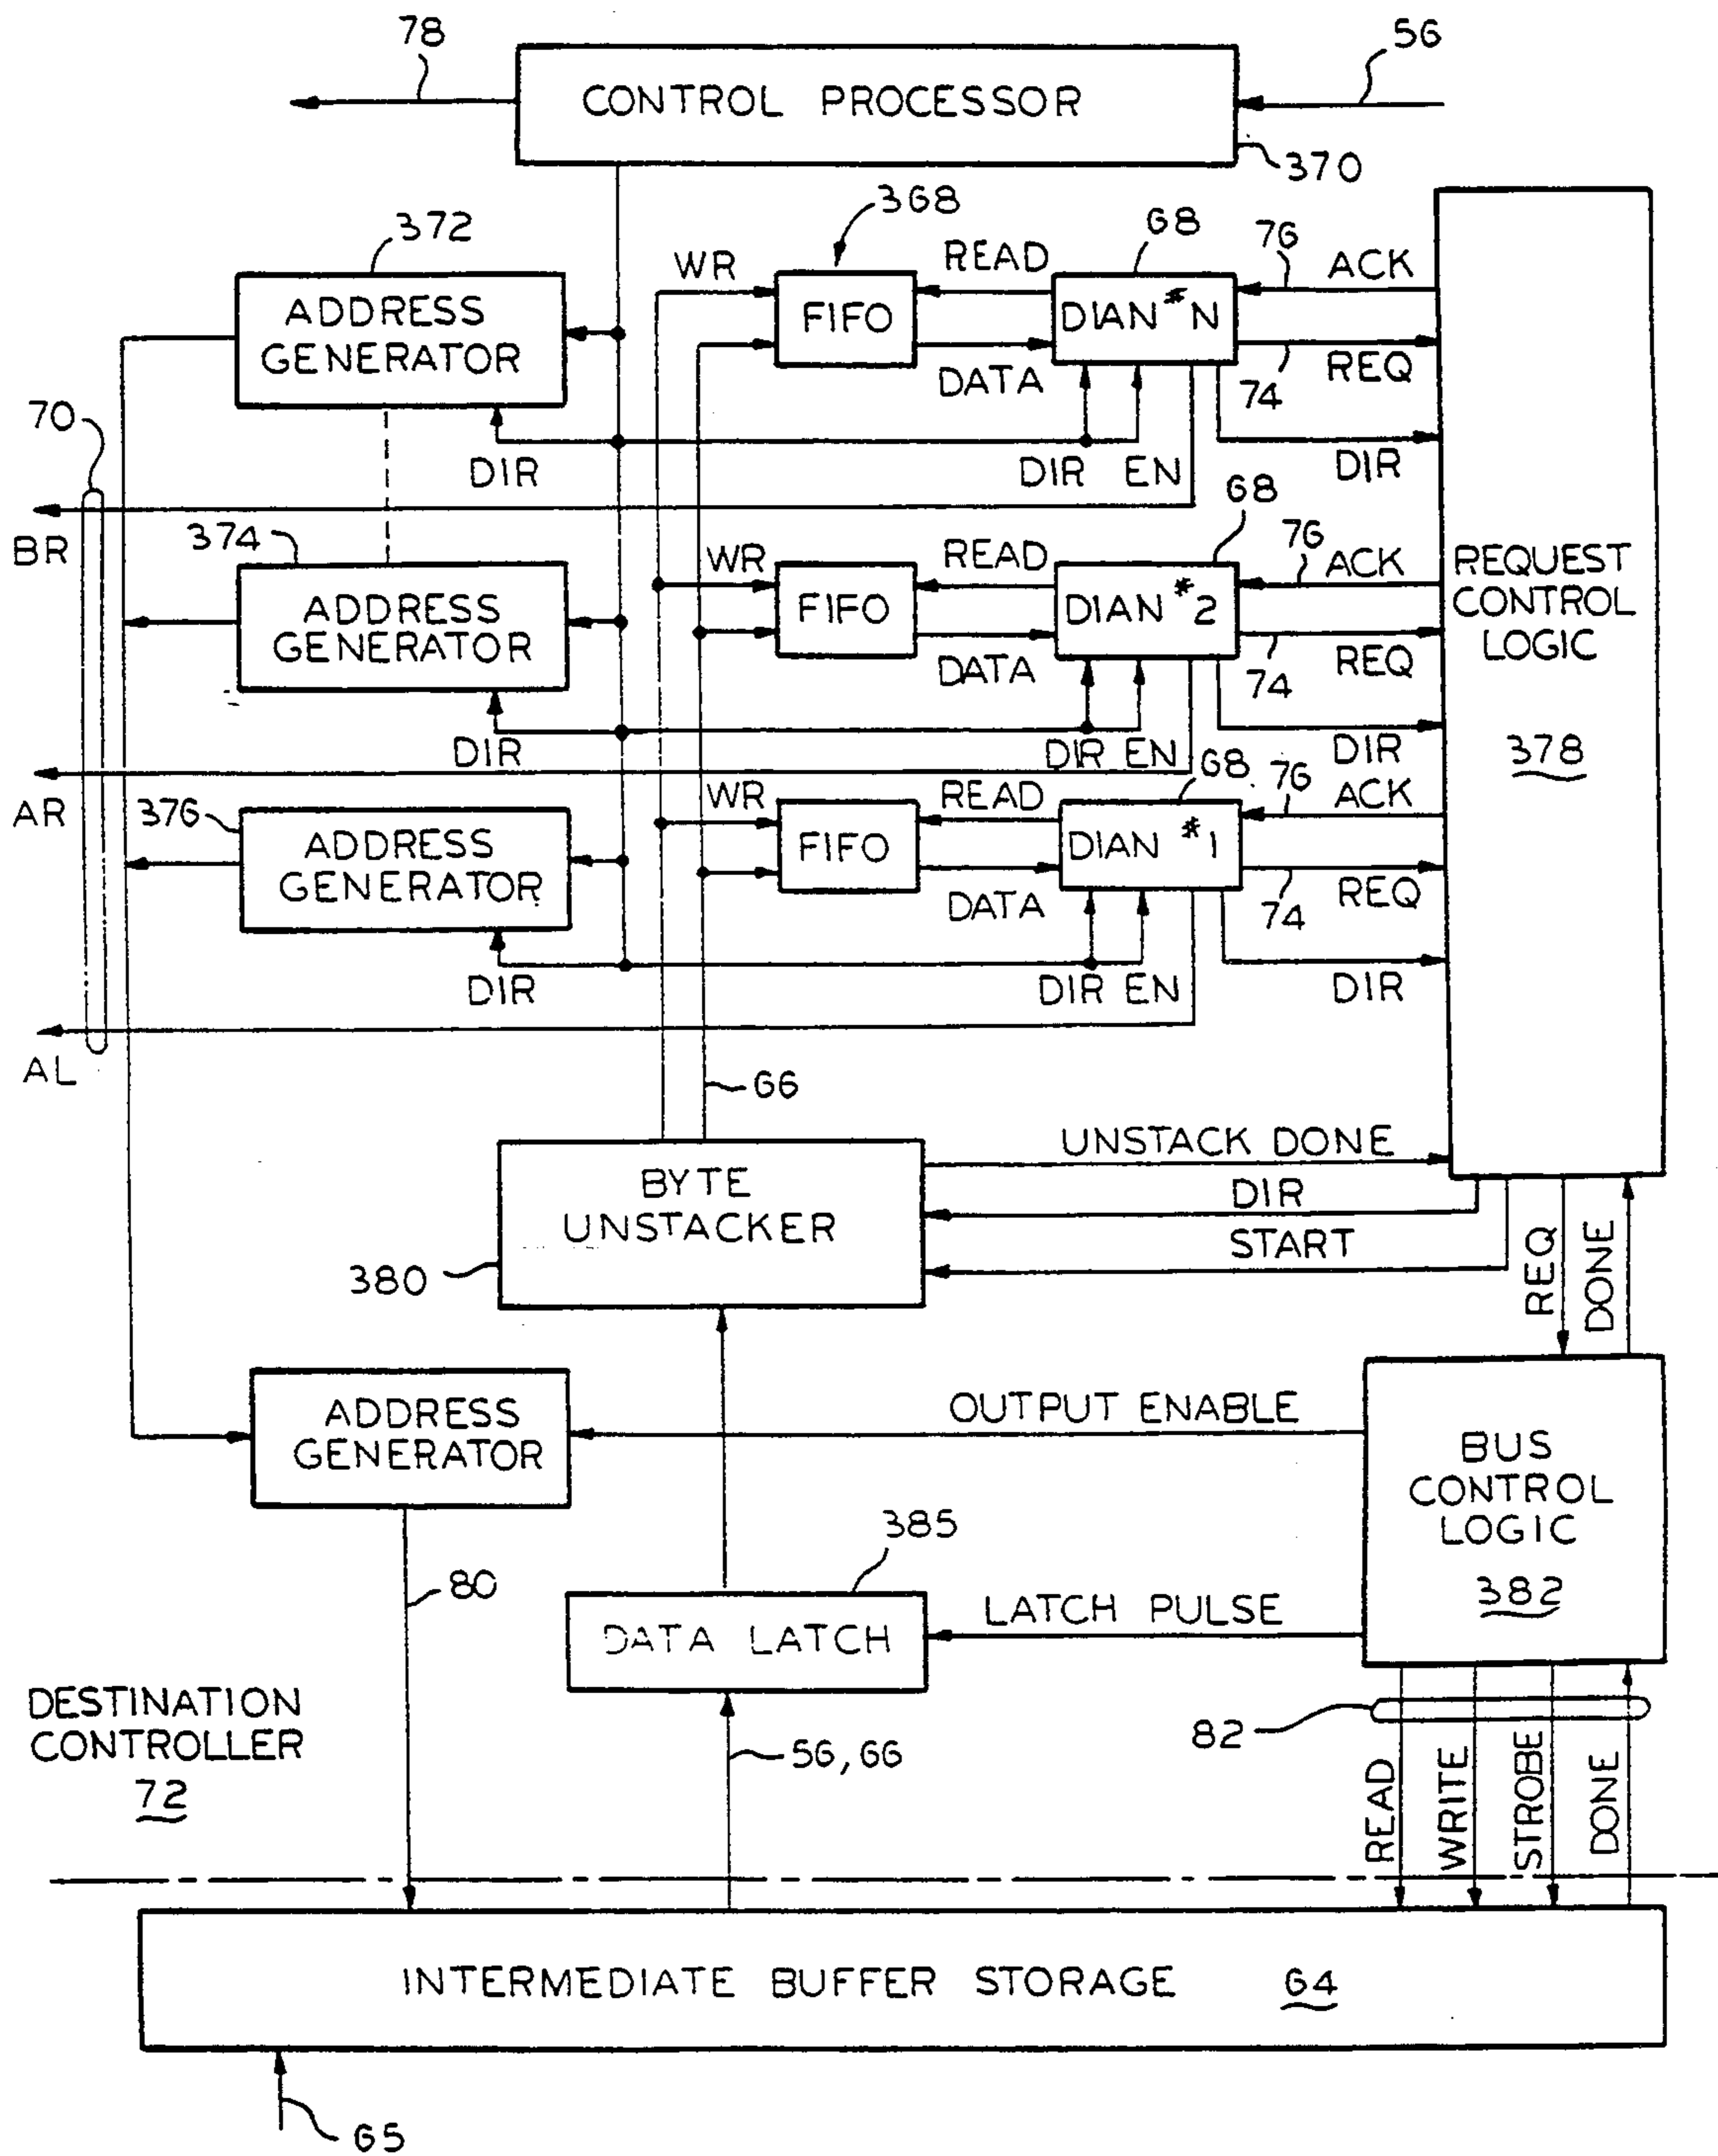 78
56
CONTROL PROCESSOR
370
372
368
68
76
WR
READ
ACK
ADDRESS
GENERATOR
FIFO
DIAN #N
DATA
74
REQ
70
DIR
DIR EN
DIR
BR
374
68
WR
READ
76
ACK
REQUEST
CONTROL
LOGIC
ADDRESS
GENERATOR
FIFO
DIAN #2
DATA
74
REQ
378
DIR
DIR EN
DIR
68
AR
376
WR
READ
76
ACK
ADDRESS
GENERATOR
FIFO
DIAN #1
DATA
74
REQ
DIR
DIR EN
DIR
AL
66
UNSTACK DONE
BYTE
UNSTACKER
DIR
START
380
REQ
DONE
ADDRESS
GENERATOR
OUTPUT ENABLE
BUS
CONTROL
LOGIC
382
385
80
DATA LATCH
LATCH PULSE
DESTINATION
CONTROLLER
72
56, 66
82
READ
WRITE
STROBE
DONE
INTERMEDIATE BUFFER STORAGE 64
65